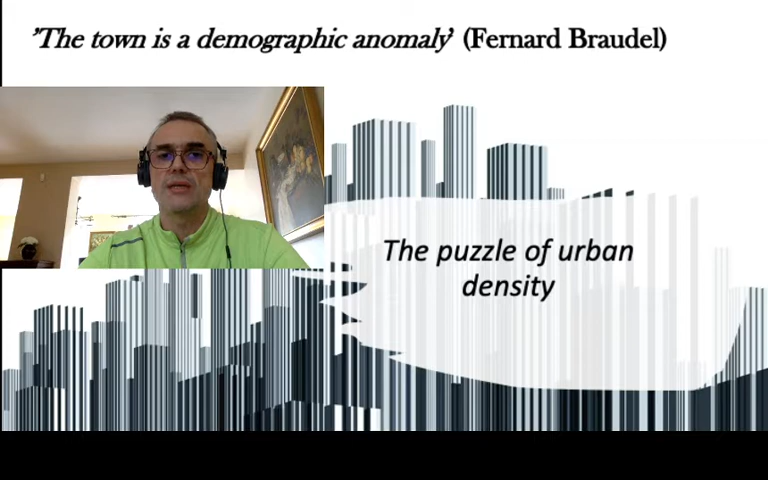 ’The town is a demographic anomaly’ (Fernard Braudel)
The puzzle of urban
density